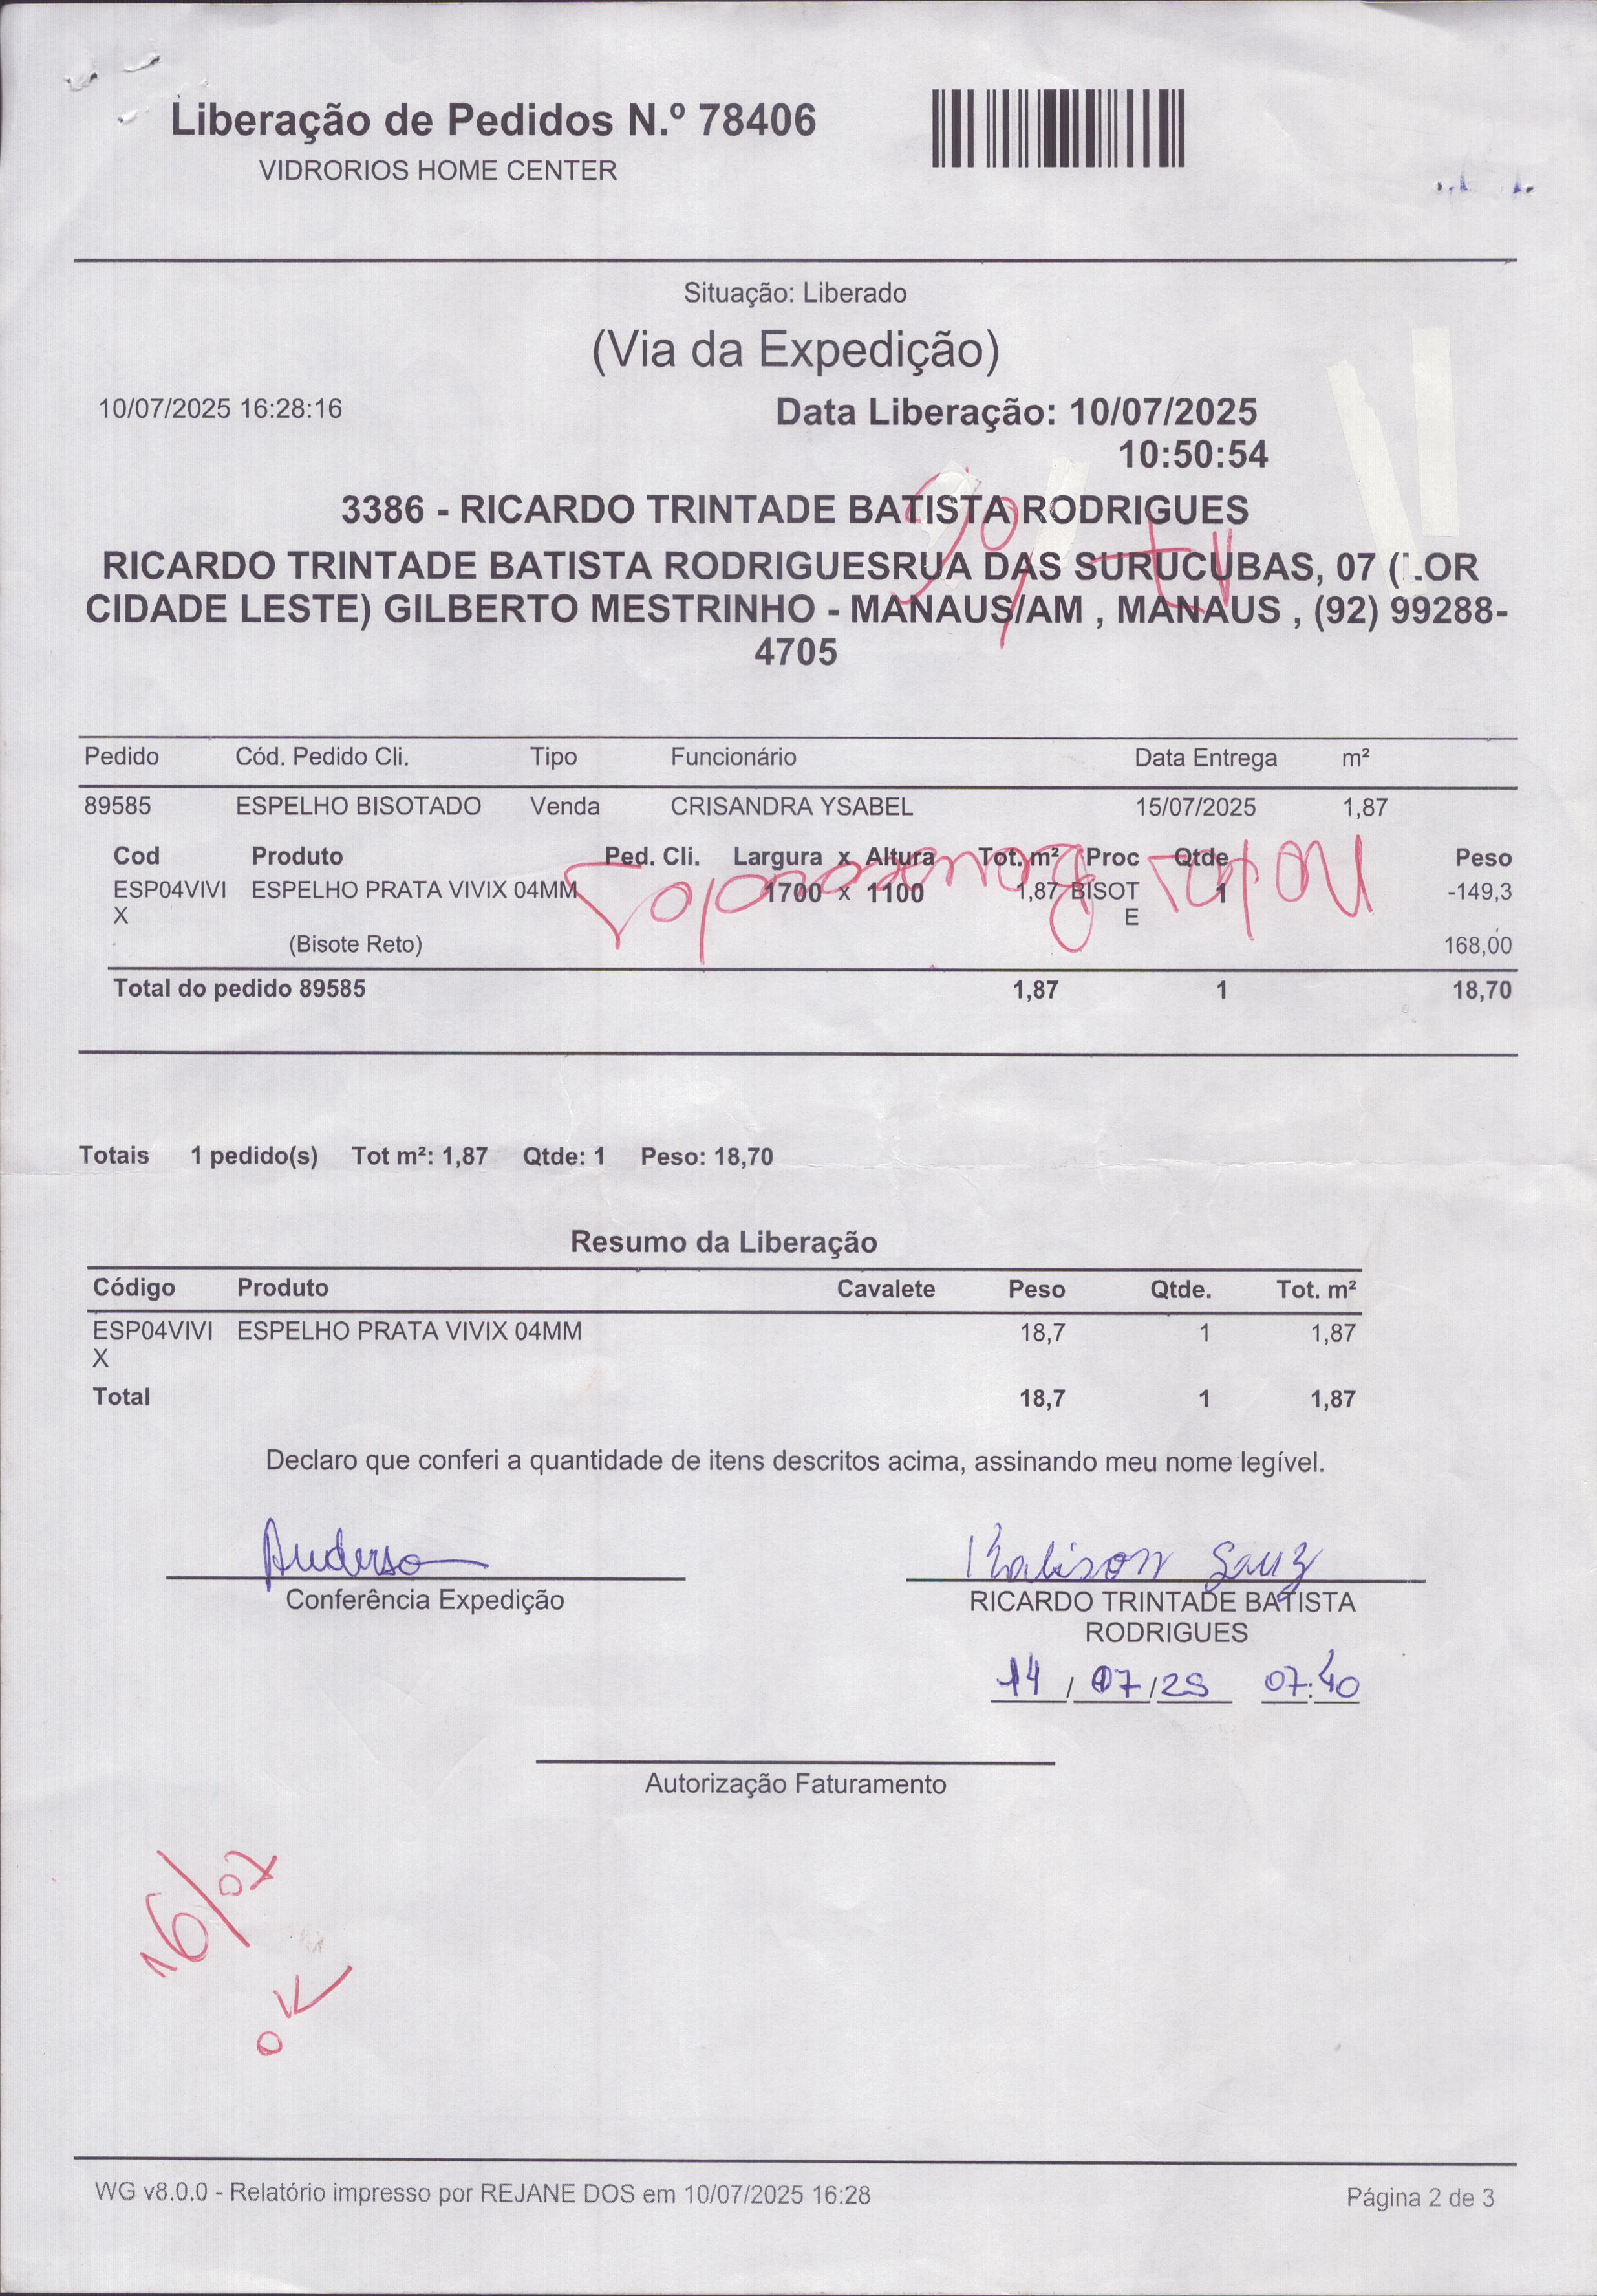 Liberação de Pedidos N.º 78406
VIDRORIOS HOME CENTER
Situação: Liberado
(Via da Expedição)
10/07/2025 16:28:16
Data Liberação: 10/07/2025
10:50:54
3386 - RICARDO TRINTADE BATISTA RODRIGUES
RICARDO TRINTADE BATISTA RODRIGUESRUA DAS SURUCUBAS, 07 ( OR
CIDADE LESTE) GILBERTO MESTRINHO - MANAUS/AM , MANAUS , (92) 99288-
4705
Pedido Cód. Pedido Cli. Tipo Funcionário Data Entrega m²
89585 ESPELHO BISOTADO Venda CRISANDRA YSABEL 15/07/2025 1,87
Cod Produto Ped. Cli. Largura x Altura Tot. m² Proc Qtde Peso
ESP04VIVI ESPELHO PRATA VIVIX 04MM 1700 x 1100 1,87 BISOT 1 -149,3
X E
(Bisote Reto) 168,00
Total do pedido 89585 1,87 1 18,70
Totais 1 pedido(s) Tot m²: 1,87 Qtde: 1 Peso: 18,70
Resumo da Liberação
Código Produto Cavalete Peso Qtde. Tot. m²
ESP04VIVI ESPELHO PRATA VIVIX 04MM 18,7 1 1,87
X
Total 18,7 1 1,87
Declaro que conferi a quantidade de itens descritos acima, assinando meu nome legível.
Anderso
Conferência Expedição
RICARDO TRINTADE BATISTA
RODRIGUES
14 / 07 / 25 07:40
Autorização Faturamento
16/07
OK
WG v8.0.0 - Relatório impresso por REJANE DOS em 10/07/2025 16:28
Página 2 de 3